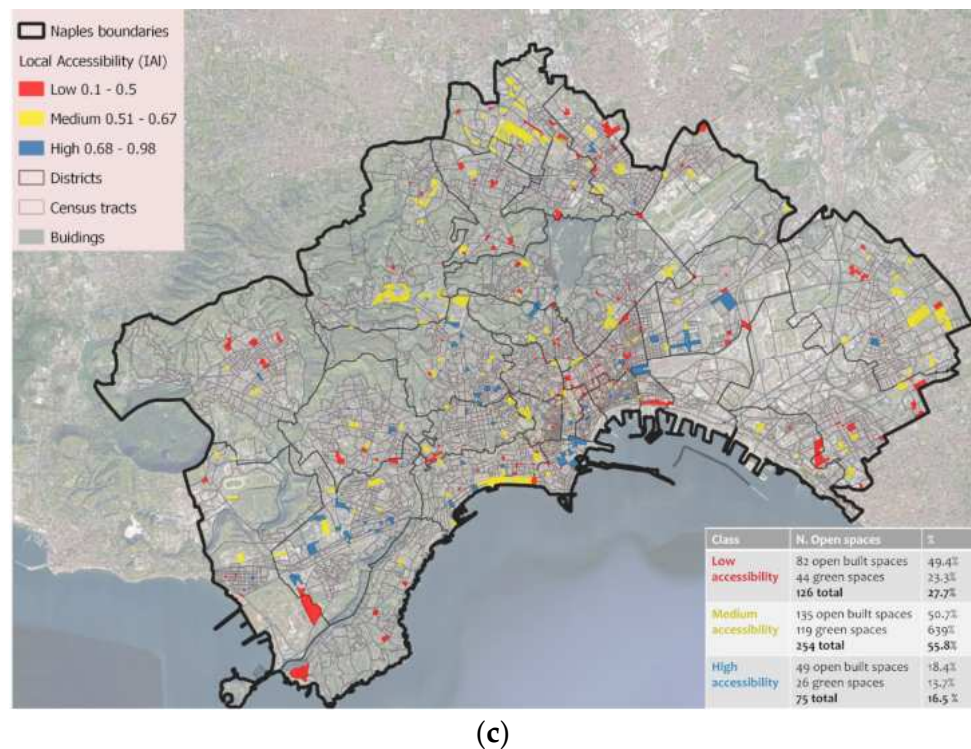 Naples boundaries
Local Accessibility (IAI)
Low 0.1 - 0.5
Medium 0.51 - 0.67
High 0.68 - 0.98
Districts
Census tracts
Buidings
Class N. Open spaces %
Low accessibility
82 open built spaces 49.4%
44 green spaces 23.3%
126 total 27.7%
Medium accessibility
135 open built spaces 50.7%
119 green spaces 639%
254 total 55.8%
High accessibility
49 open built spaces 18.4%
26 green spaces 13.7%
75 total 16.5 %
(c)